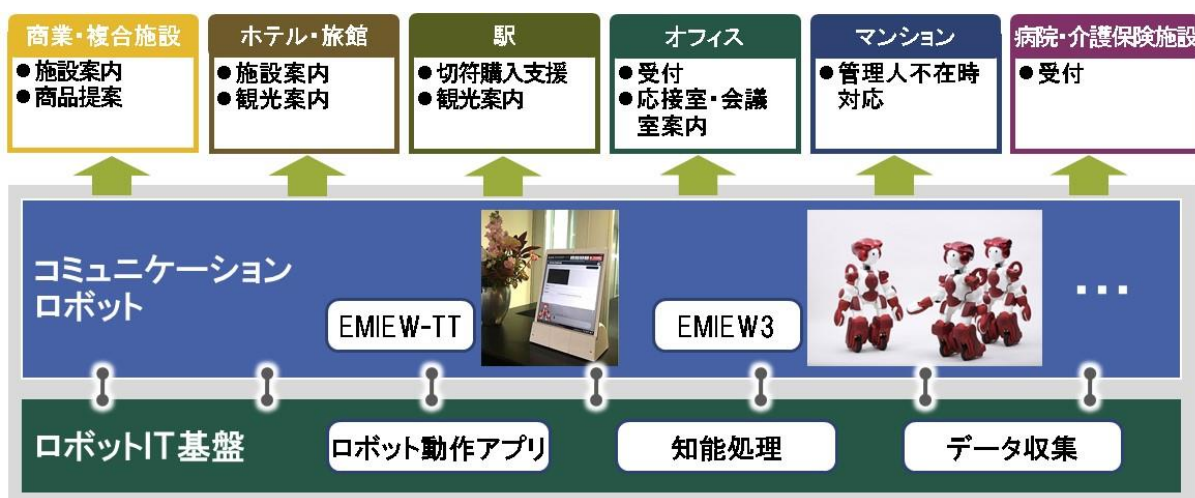 商業・複合施設
●施設案内
●商品提案
ホテル・旅館
●施設案内
●観光案内
駅
●切符購入支援
●観光案内
オフィス
●受付
●応接室・会議
室案内
マンション
●管理人不在時
対応
病院・介護保険施設
●受付
コミュニケーション
ロボット
EMIEW-TT
EMIEW3
...
ロボットIT基盤
ロボット動作アプリ
知能処理
データ収集